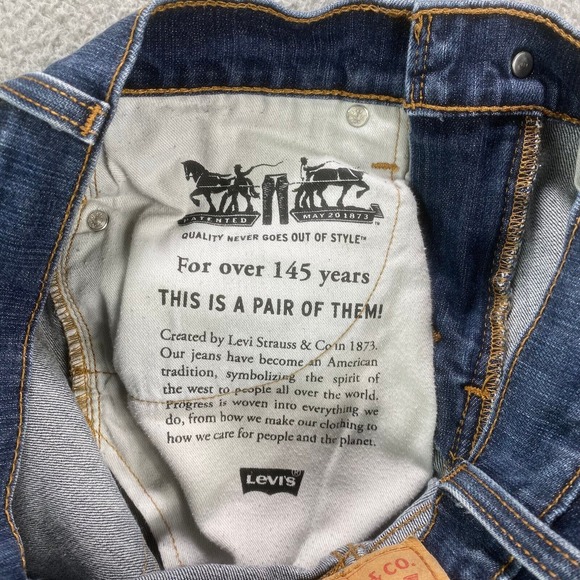 PATENTED MAY 20 1873
QUALITY NEVER GOES OUT OF STYLE™
For over 145 years
THIS IS A PAIR OF THEM!
Created by Levi Strauss & Co in 1873.
Our jeans have become an American
tradition, symbolizing the spirit of
the west to people all over the world.
Progress is woven into everything we
do, from how we make our clothing to
how we care for people and the planet.
LEVI'S
& CO.